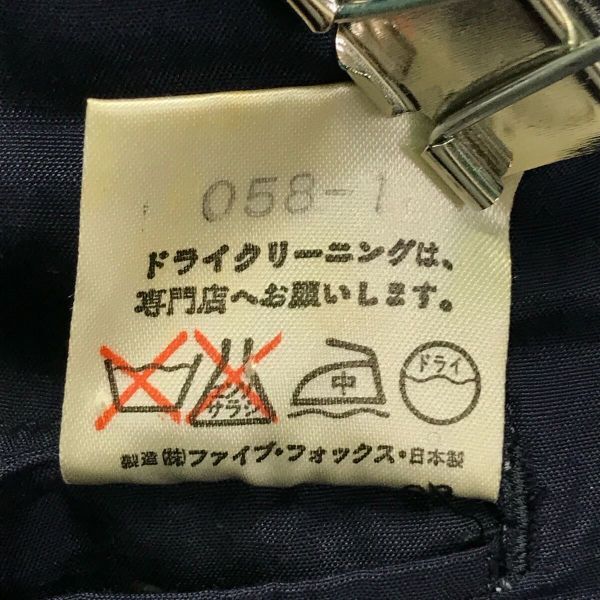 058-1
ドライクリーニングは、
専門店へお願いします。
サラシ 中 ドライ
製造(株)ファイブ・フォックス・日本製